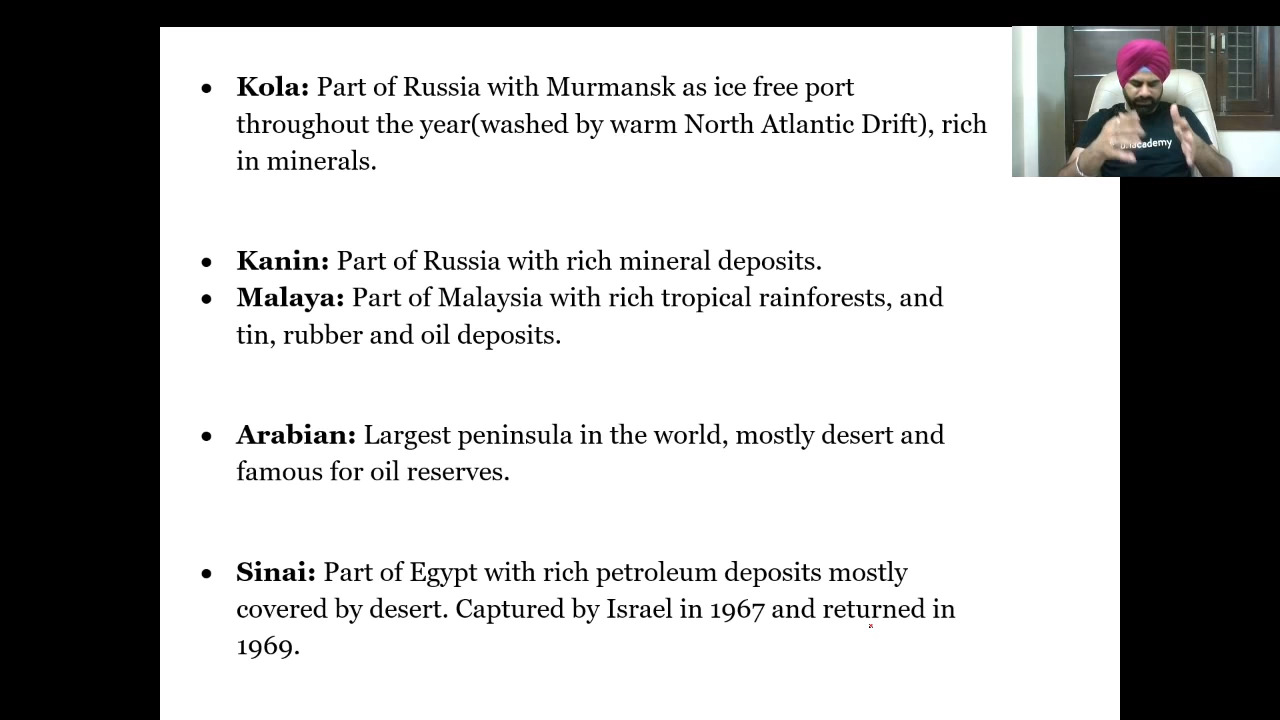 • Kola: Part of Russia with Murmansk as ice free port
throughout the year(washed by warm North Atlantic Drift), rich
in minerals.
• Kanin: Part of Russia with rich mineral deposits.
• Malaya: Part of Malaysia with rich tropical rainforests, and
tin, rubber and oil deposits.
• Arabian: Largest peninsula in the world, mostly desert and
famous for oil reserves.
• Sinai: Part of Egypt with rich petroleum deposits mostly
covered by desert. Captured by Israel in 1967 and returned in
1969.